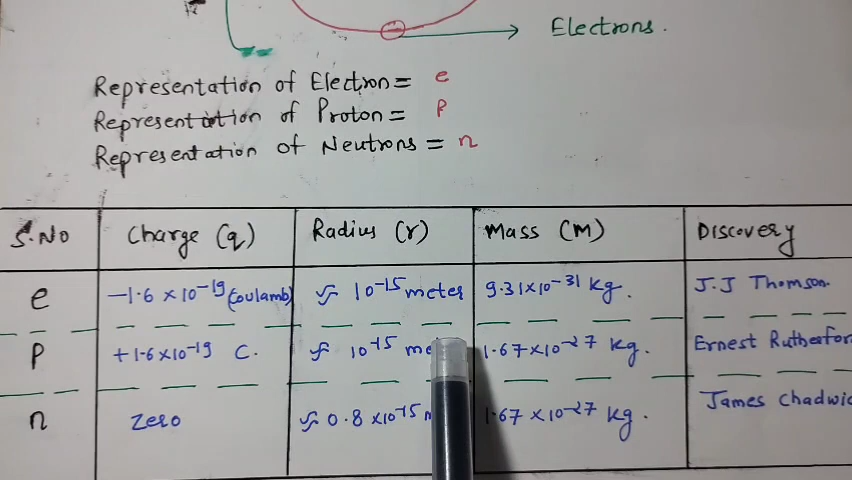 Electrons.
Representation of Electron = e
Representation of Proton = P
Representation of Neutrons = n
S.No Charge (q) Radius (r) Mass (M) Discovery
e -1.6 × 10-19 (Coulamb) 10-15 meter 9.31×10-31 kg. J.J Thomson.
P +1.6×10-19 C. 10-15 me 1.67×10-27 kg. Ernest Rutherfor
n Zero 0.8 ×10-15 m 1.67 ×10-27 kg. James Chadwic